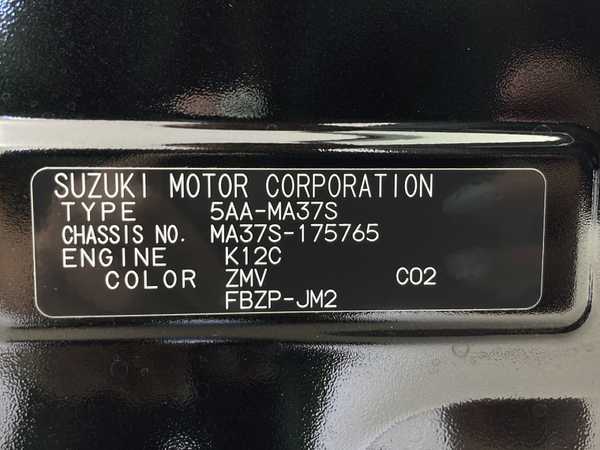 SUZUKI MOTOR CORPORATION
TYPE 5AA-MA37S
CHASSIS NO. MA37S-175765
ENGINE K12C
COLOR ZMV C02
FBZP-JM2